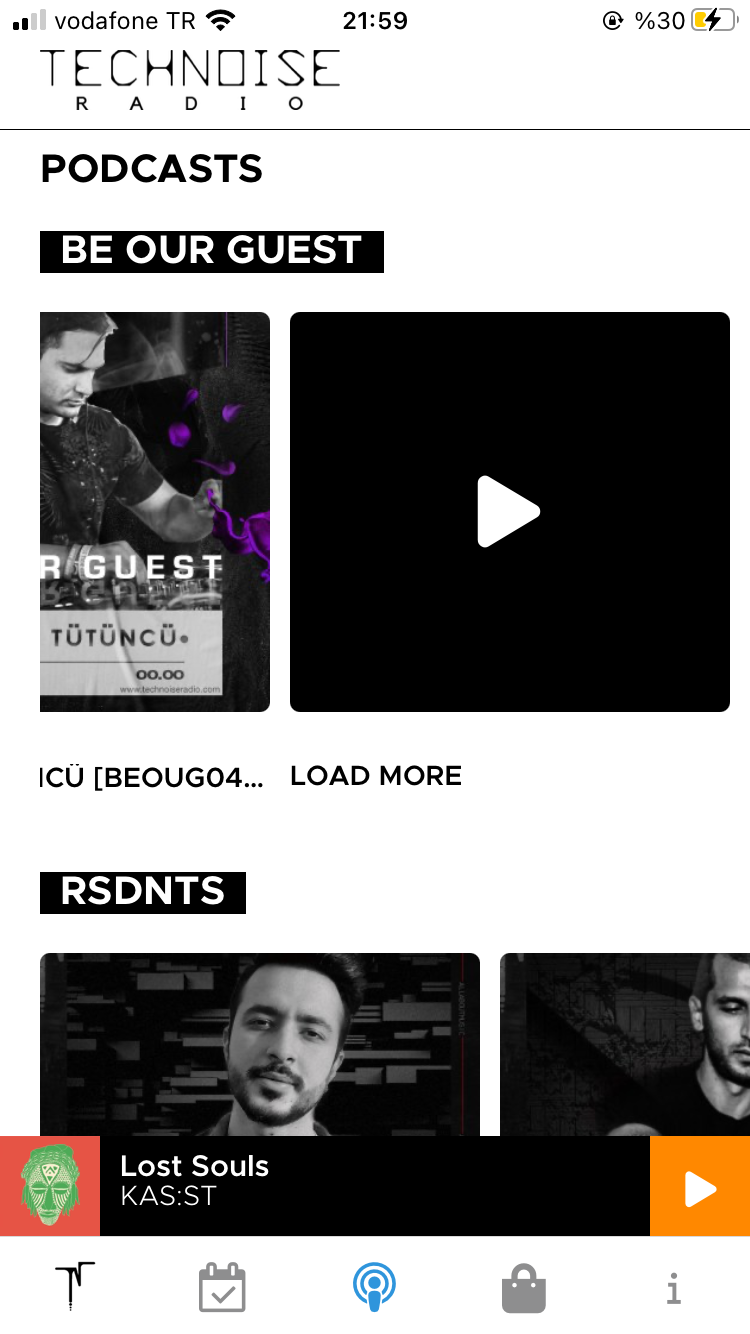 vodafone TR
21:59
%30
TECHNOISE
RADIO
PODCASTS
BE OUR GUEST
R GUEST
TÜTÜNCÜ
00.00
www.technoiseradio.com
CÜ [BEOUG04...
LOAD MORE
RSDNTS
Lost Souls
KAS:ST
i